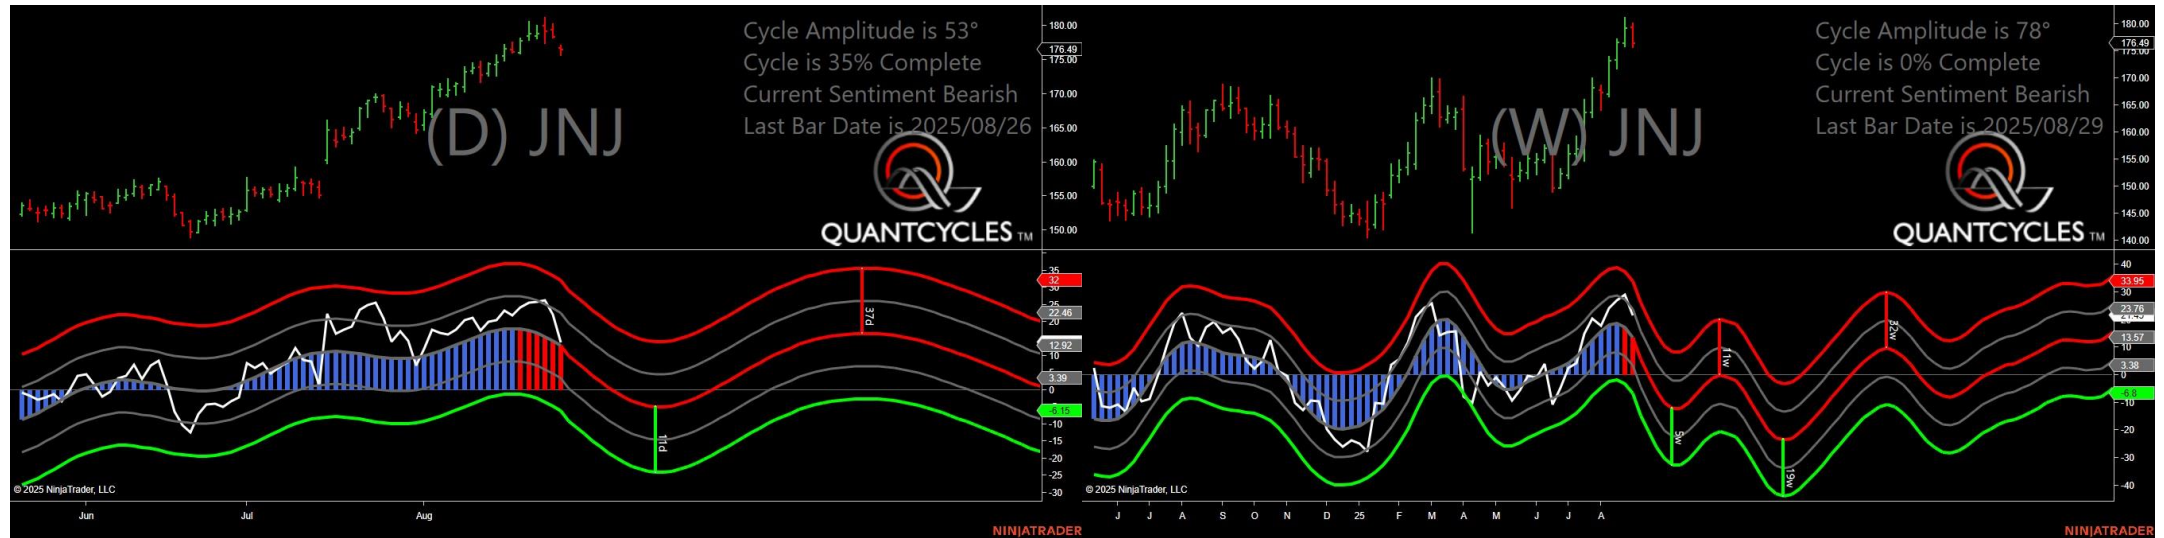 Cycle Amplitude is 53°
Cycle is 35% Complete
Current Sentiment Bearish
Last Bar Date is 2025/08/26
(D) JNJ
QUANTCYCLES TM
180.00
176.49
175.00
170.00
165.00
160.00
155.00
150.00
35
32
30
25
22.46
20
12.92
10
5
3.39
0
-6.15
-10
-15
-20
-25
-30
37d
11d
© 2025 NinjaTrader, LLC
Jun Jul Aug
NINJATRADER
Cycle Amplitude is 78°
Cycle is 0% Complete
Current Sentiment Bearish
Last Bar Date is 2025/08/29
(W) JNJ
QUANTCYCLES TM
180.00
176.49
175.00
170.00
165.00
160.00
155.00
150.00
145.00
140.00
40
33.95
30
23.76
13.57
10
3.38
0
-6.8
-10
-20
-30
-40
5w
11w
19w
32w
© 2025 NinjaTrader, LLC
J J A S O N D 25 F M A M J J A
NINJATRADER